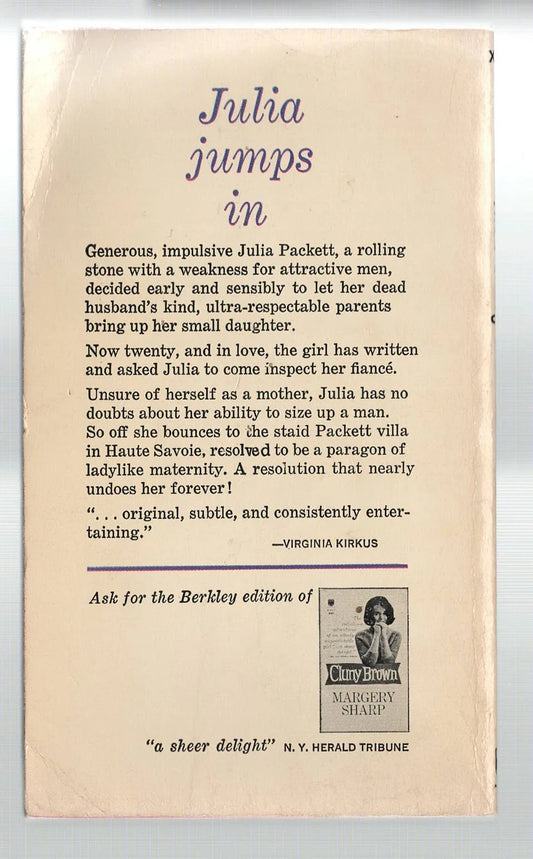 Julia
jumps
in
Generous, impulsive Julia Packett, a rolling
stone with a weakness for attractive men,
decided early and sensibly to let her dead
husband's kind, ultra-respectable parents
bring up her small daughter.
Now twenty, and in love, the girl has written
and asked Julia to come inspect her fiancé.
Unsure of herself as a mother, Julia has no
doubts about her ability to size up a man.
So off she bounces to the staid Packett villa
in Haute Savoie, resolved to be a paragon of
ladylike maternity. A resolution that nearly
undoes her forever!
“. . . original, subtle, and consistently enter-
taining.”
—VIRGINIA KIRKUS
Ask for the Berkley edition of
Cluny Brown
MARGERY
SHARP
“a sheer delight” N. Y. HERALD TRIBUNE